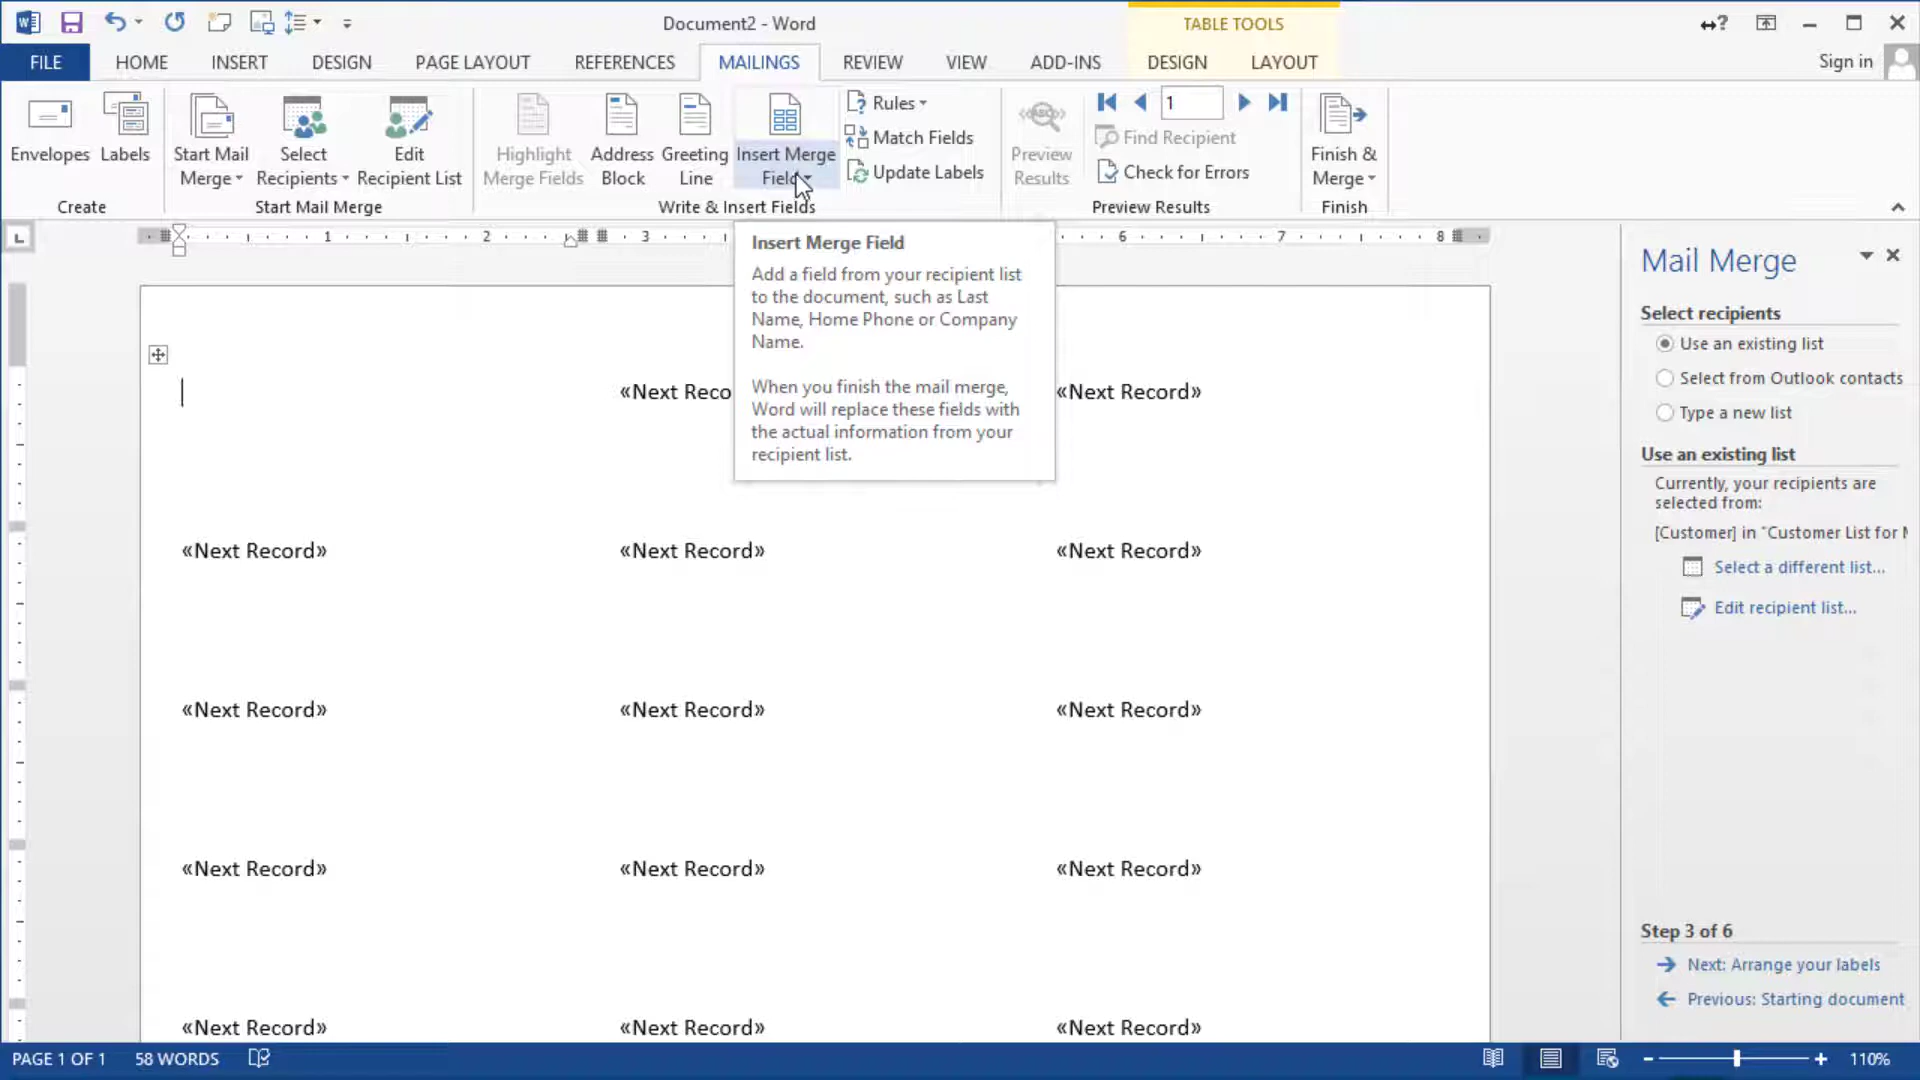 Document2 - Word
TABLE TOOLS
?
FILE
HOME
INSERT
DESIGN
PAGE LAYOUT
REFERENCES
MAILINGS
REVIEW
VIEW
ADD-INS
DESIGN
LAYOUT
Sign in
Envelopes
Labels
Start Mail
Merge
Select
Recipients
Edit
Recipient List
Highlight
Merge Fields
Address
Block
Greeting
Line
Insert Merge
Field
Rules
Match Fields
Update Labels
Preview
Results
1
Find Recipient
Check for Errors
Finish &
Merge
Create
Start Mail Merge
Write & Insert Fields
Preview Results
Finish
L
1 2 3 6 7 8
Insert Merge Field
Add a field from your recipient list
to the document, such as Last
Name, Home Phone or Company
Name.
When you finish the mail merge,
Word will replace these fields with
the actual information from your
recipient list.
«Next Reco
«Next Record»
«Next Record»
«Next Record»
«Next Record»
«Next Record»
«Next Record»
«Next Record»
«Next Record»
«Next Record»
«Next Record»
«Next Record»
«Next Record»
«Next Record»
Mail Merge
Select recipients
Use an existing list
Select from Outlook contacts
Type a new list
Use an existing list
Currently, your recipients are
selected from:
[Customer] in "Customer List for M
Select a different list...
Edit recipient list...
Step 3 of 6
Next: Arrange your labels
Previous: Starting document
PAGE 1 OF 1
58 WORDS
110%